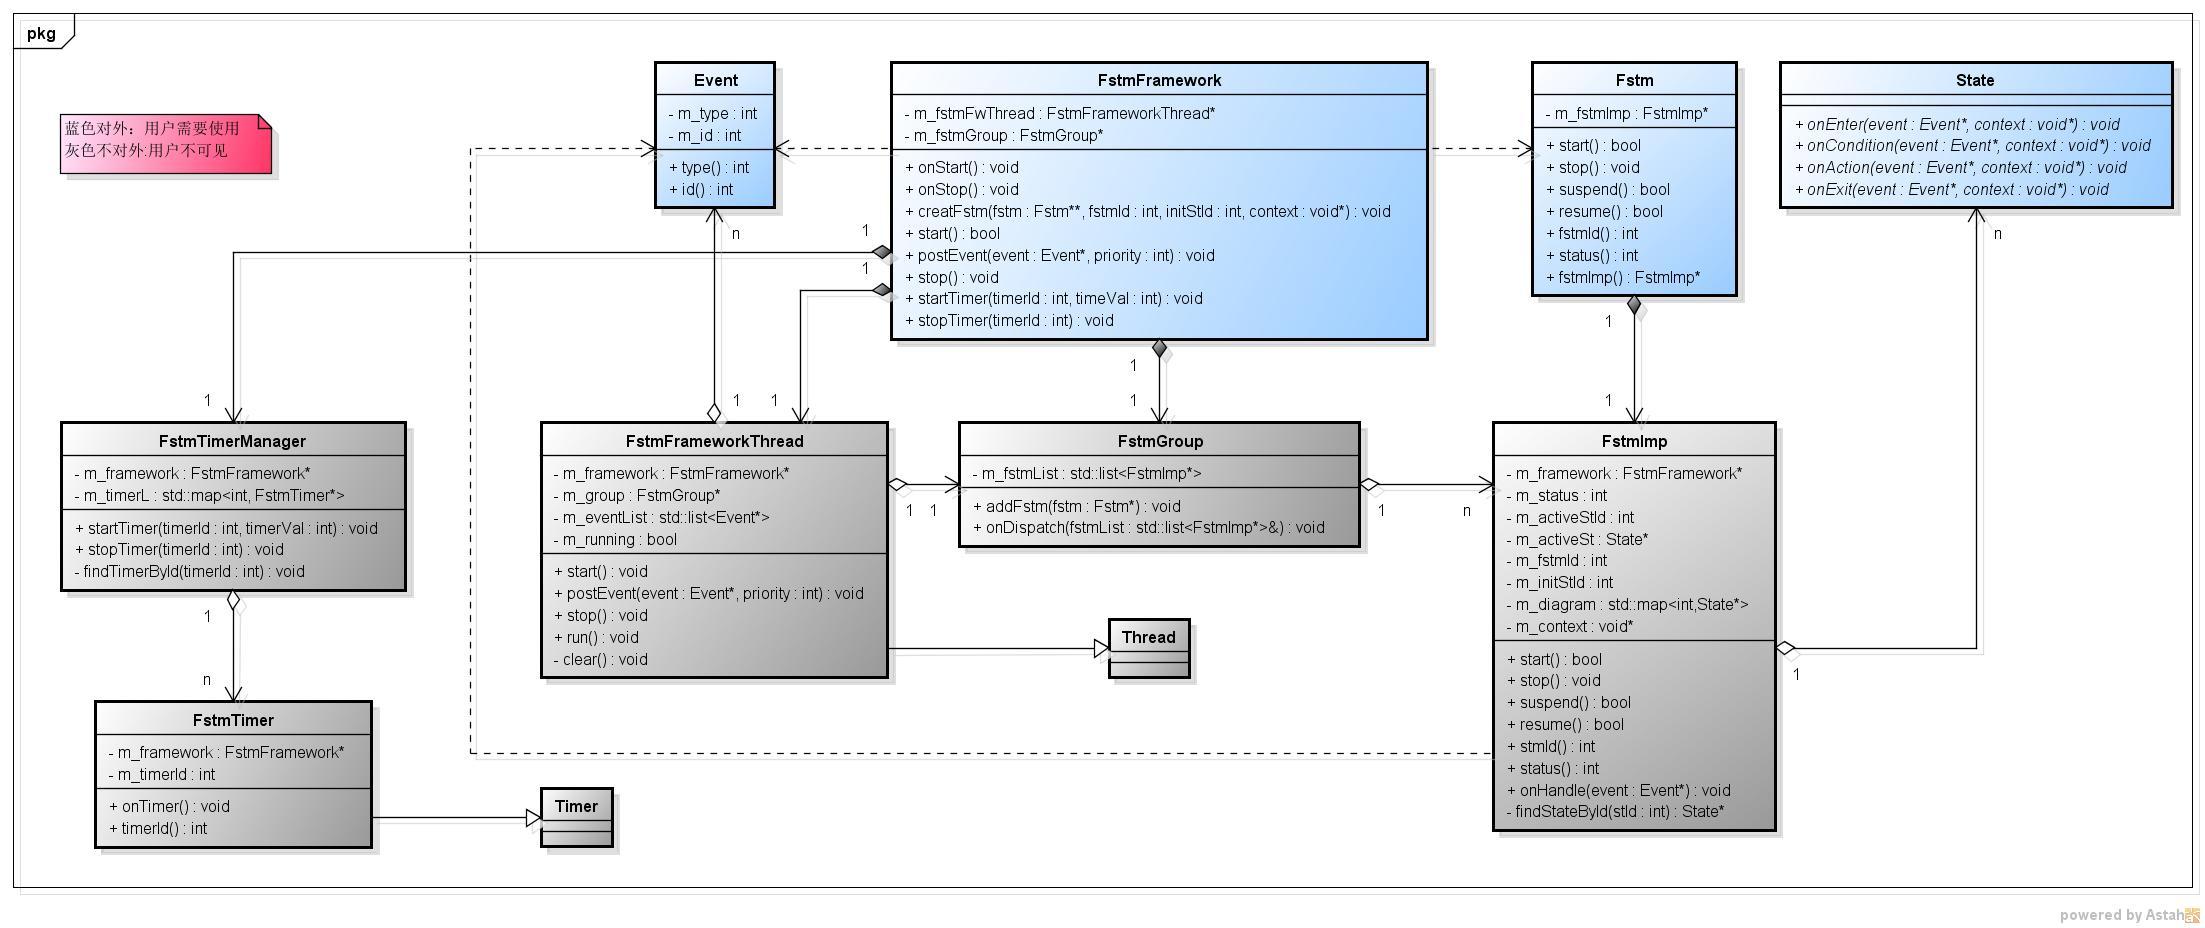 pkg
蓝色对外：用户需要使用
灰色不对外:用户不可见
Event
- m_type : int
- m_id : int
+ type() : int
+ id() : int
FstmFramework
- m_fstmFwThread : FstmFrameworkThread*
- m_fstmGroup : FstmGroup*
+ onStart() : void
+ onStop() : void
+ creatFstm(fstm : Fstm**, fstmId : int, initStId : int, context : void*) : void
+ start() : bool
+ postEvent(event : Event*, priority : int) : void
+ stop() : void
+ startTimer(timerId : int, timeVal : int) : void
+ stopTimer(timerId : int) : void
Fstm
- m_fstmImp : FstmImp*
+ start() : bool
+ stop() : void
+ suspend() : bool
+ resume() : bool
+ fstmId() : int
+ status() : int
+ fstmImp() : FstmImp*
State
+ onEnter(event : Event*, context : void*) : void
+ onCondition(event : Event*, context : void*) : void
+ onAction(event : Event*, context : void*) : void
+ onExit(event : Event*, context : void*) : void
1
n
n
1
1
1
1
1
1
1
1
1
FstmTimerManager
- m_framework : FstmFramework*
- m_timerL : std::map<int, FstmTimer*>
+ startTimer(timerId : int, timerVal : int) : void
+ stopTimer(timerId : int) : void
- findTimerById(timerId : int) : void
FstmFrameworkThread
- m_framework : FstmFramework*
- m_group : FstmGroup*
- m_eventList : std::list<Event*>
- m_running : bool
+ start() : void
+ postEvent(event : Event*, priority : int) : void
+ stop() : void
+ run() : void
- clear() : void
1
1
FstmGroup
- m_fstmList : std::list<FstmImp*>
+ addFstm(fstm : Fstm*) : void
+ onDispatch(fstmList : std::list<FstmImp*>&) : void
1
n
FstmImp
- m_framework : FstmFramework*
- m_status : int
- m_activeStId : int
- m_activeSt : State*
- m_fstmId : int
- m_initStId : int
- m_diagram : std::map<int,State*>
- m_context : void*
+ start() : bool
+ stop() : void
+ suspend() : bool
+ resume() : bool
+ stmId() : int
+ status() : int
+ onHandle(event : Event*) : void
- findStateById(stId : int) : State*
1
1
n
Thread
FstmTimer
- m_framework : FstmFramework*
- m_timerId : int
+ onTimer() : void
+ timerId() : int
Timer
powered by Astah